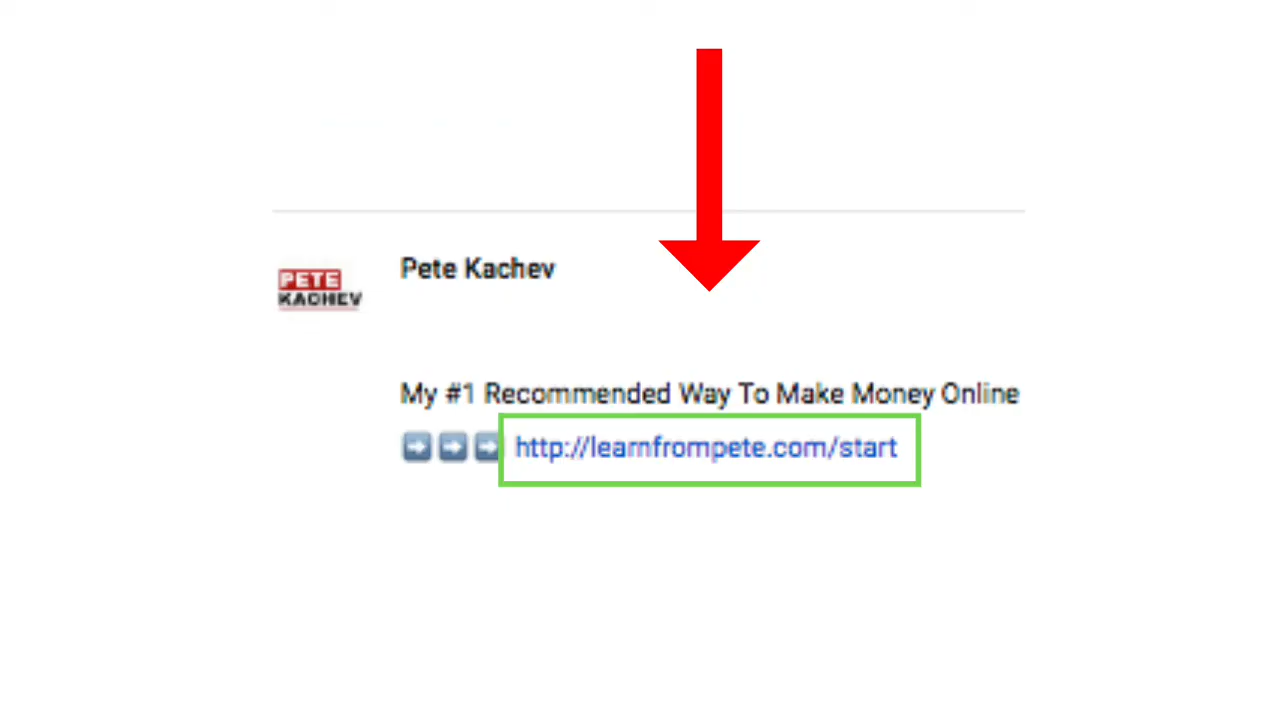 Pete Kachev
PETE
KACHEV
My #1 Recommended Way To Make Money Online
http://learnfrompete.com/start